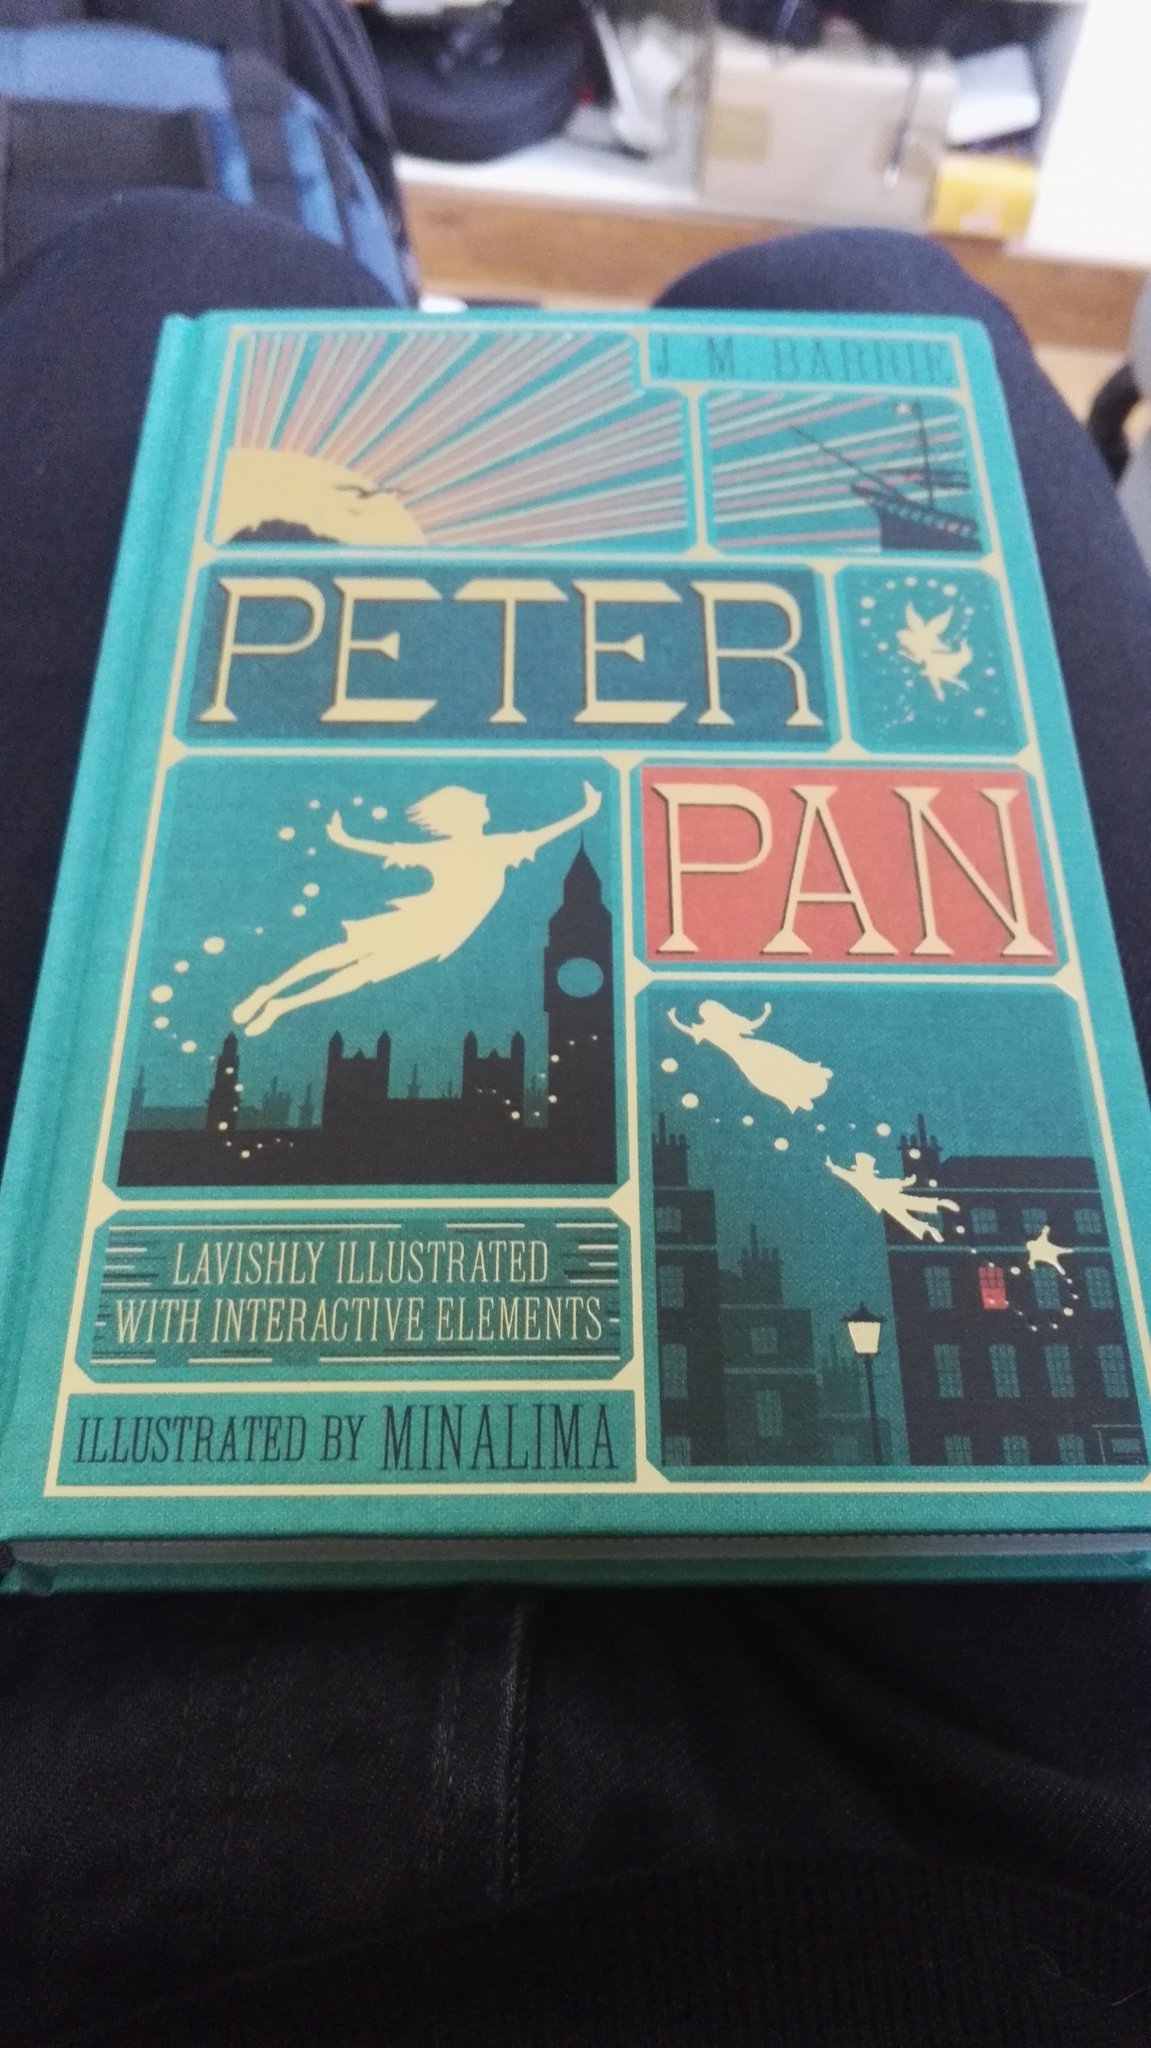 J. M. BARRIE
PETER
PAN
LAVISHLY ILLUSTRATED
WITH INTERACTIVE ELEMENTS
ILLUSTRATED BY MINALIMA